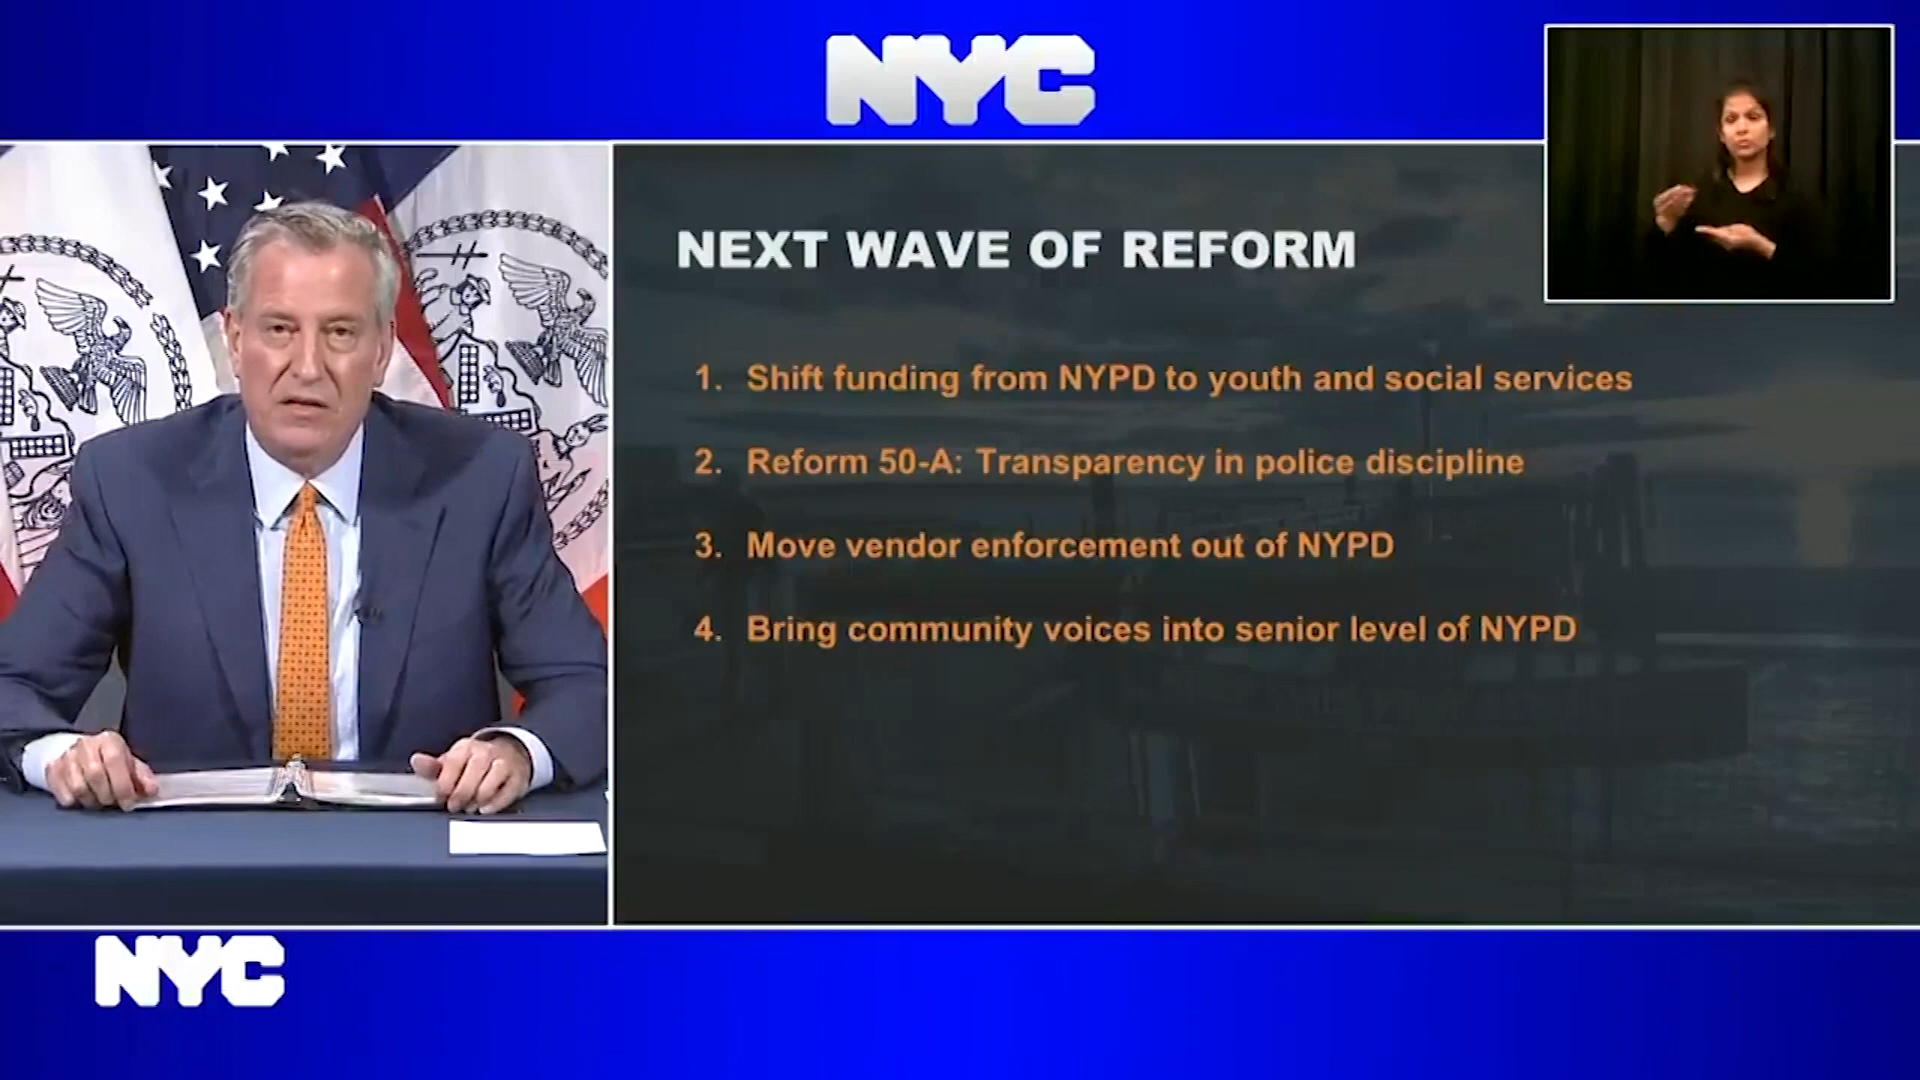 NYC
NEXT WAVE OF REFORM
1. Shift funding from NYPD to youth and social services
2. Reform 50-A: Transparency in police discipline
3. Move vendor enforcement out of NYPD
4. Bring community voices into senior level of NYPD
NYC